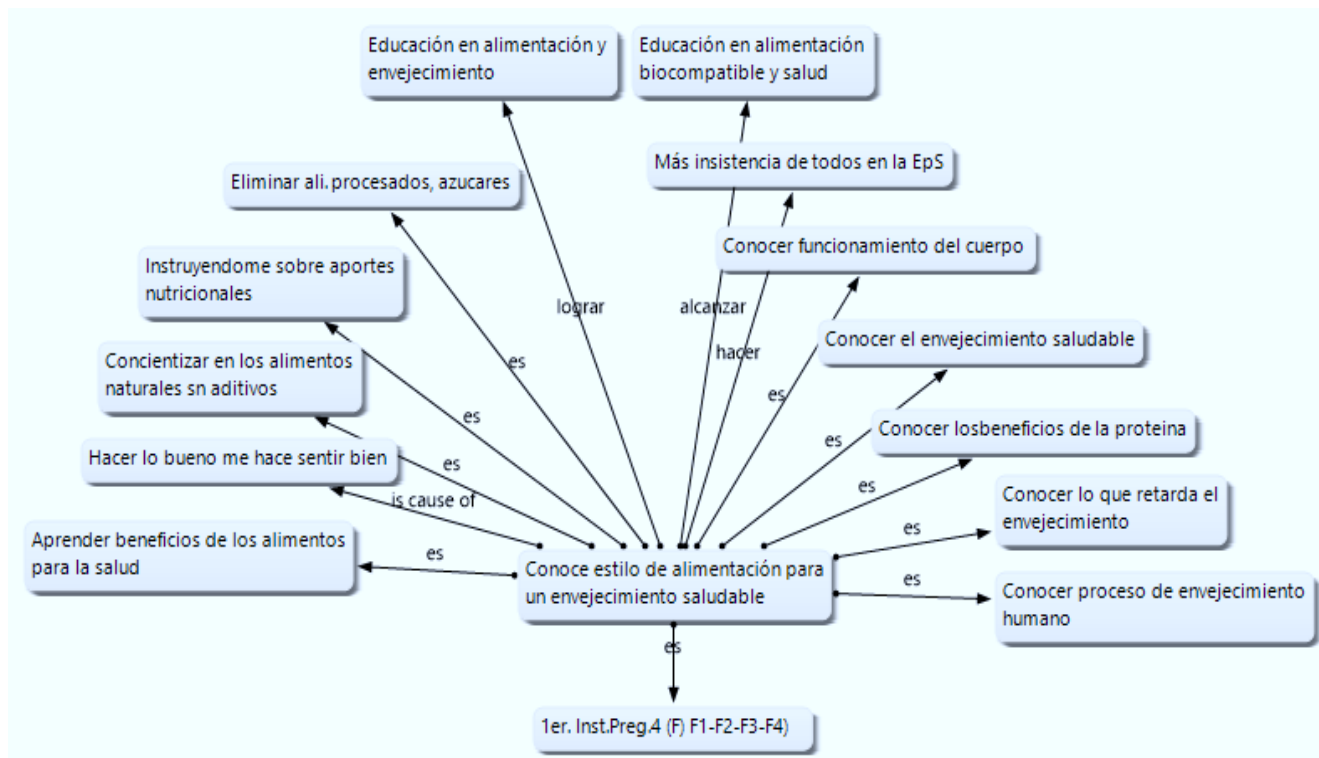 Educación en alimentación y
envejecimiento
Educación en alimentación
biocompatible y salud
Más insistencia de todos en la EpS
Eliminar ali. procesados, azucares
Conocer funcionamiento del cuerpo
Instruyendome sobre aportes
nutricionales
lograr
alcanzar
hacer
Conocer el envejecimiento saludable
Concientizar en los alimentos
naturales sn aditivos
es
es
es
es
Conocer losbeneficios de la proteina
Hacer lo bueno me hace sentir bien
es
es
is cause of
Conocer lo que retarda el
envejecimiento
es
Aprender beneficios de los alimentos
para la salud
es
Conoce estilo de alimentación para
un envejecimiento saludable
es
Conocer proceso de envejecimiento
humano
es
1er. Inst.Preg.4 (F) F1-F2-F3-F4)